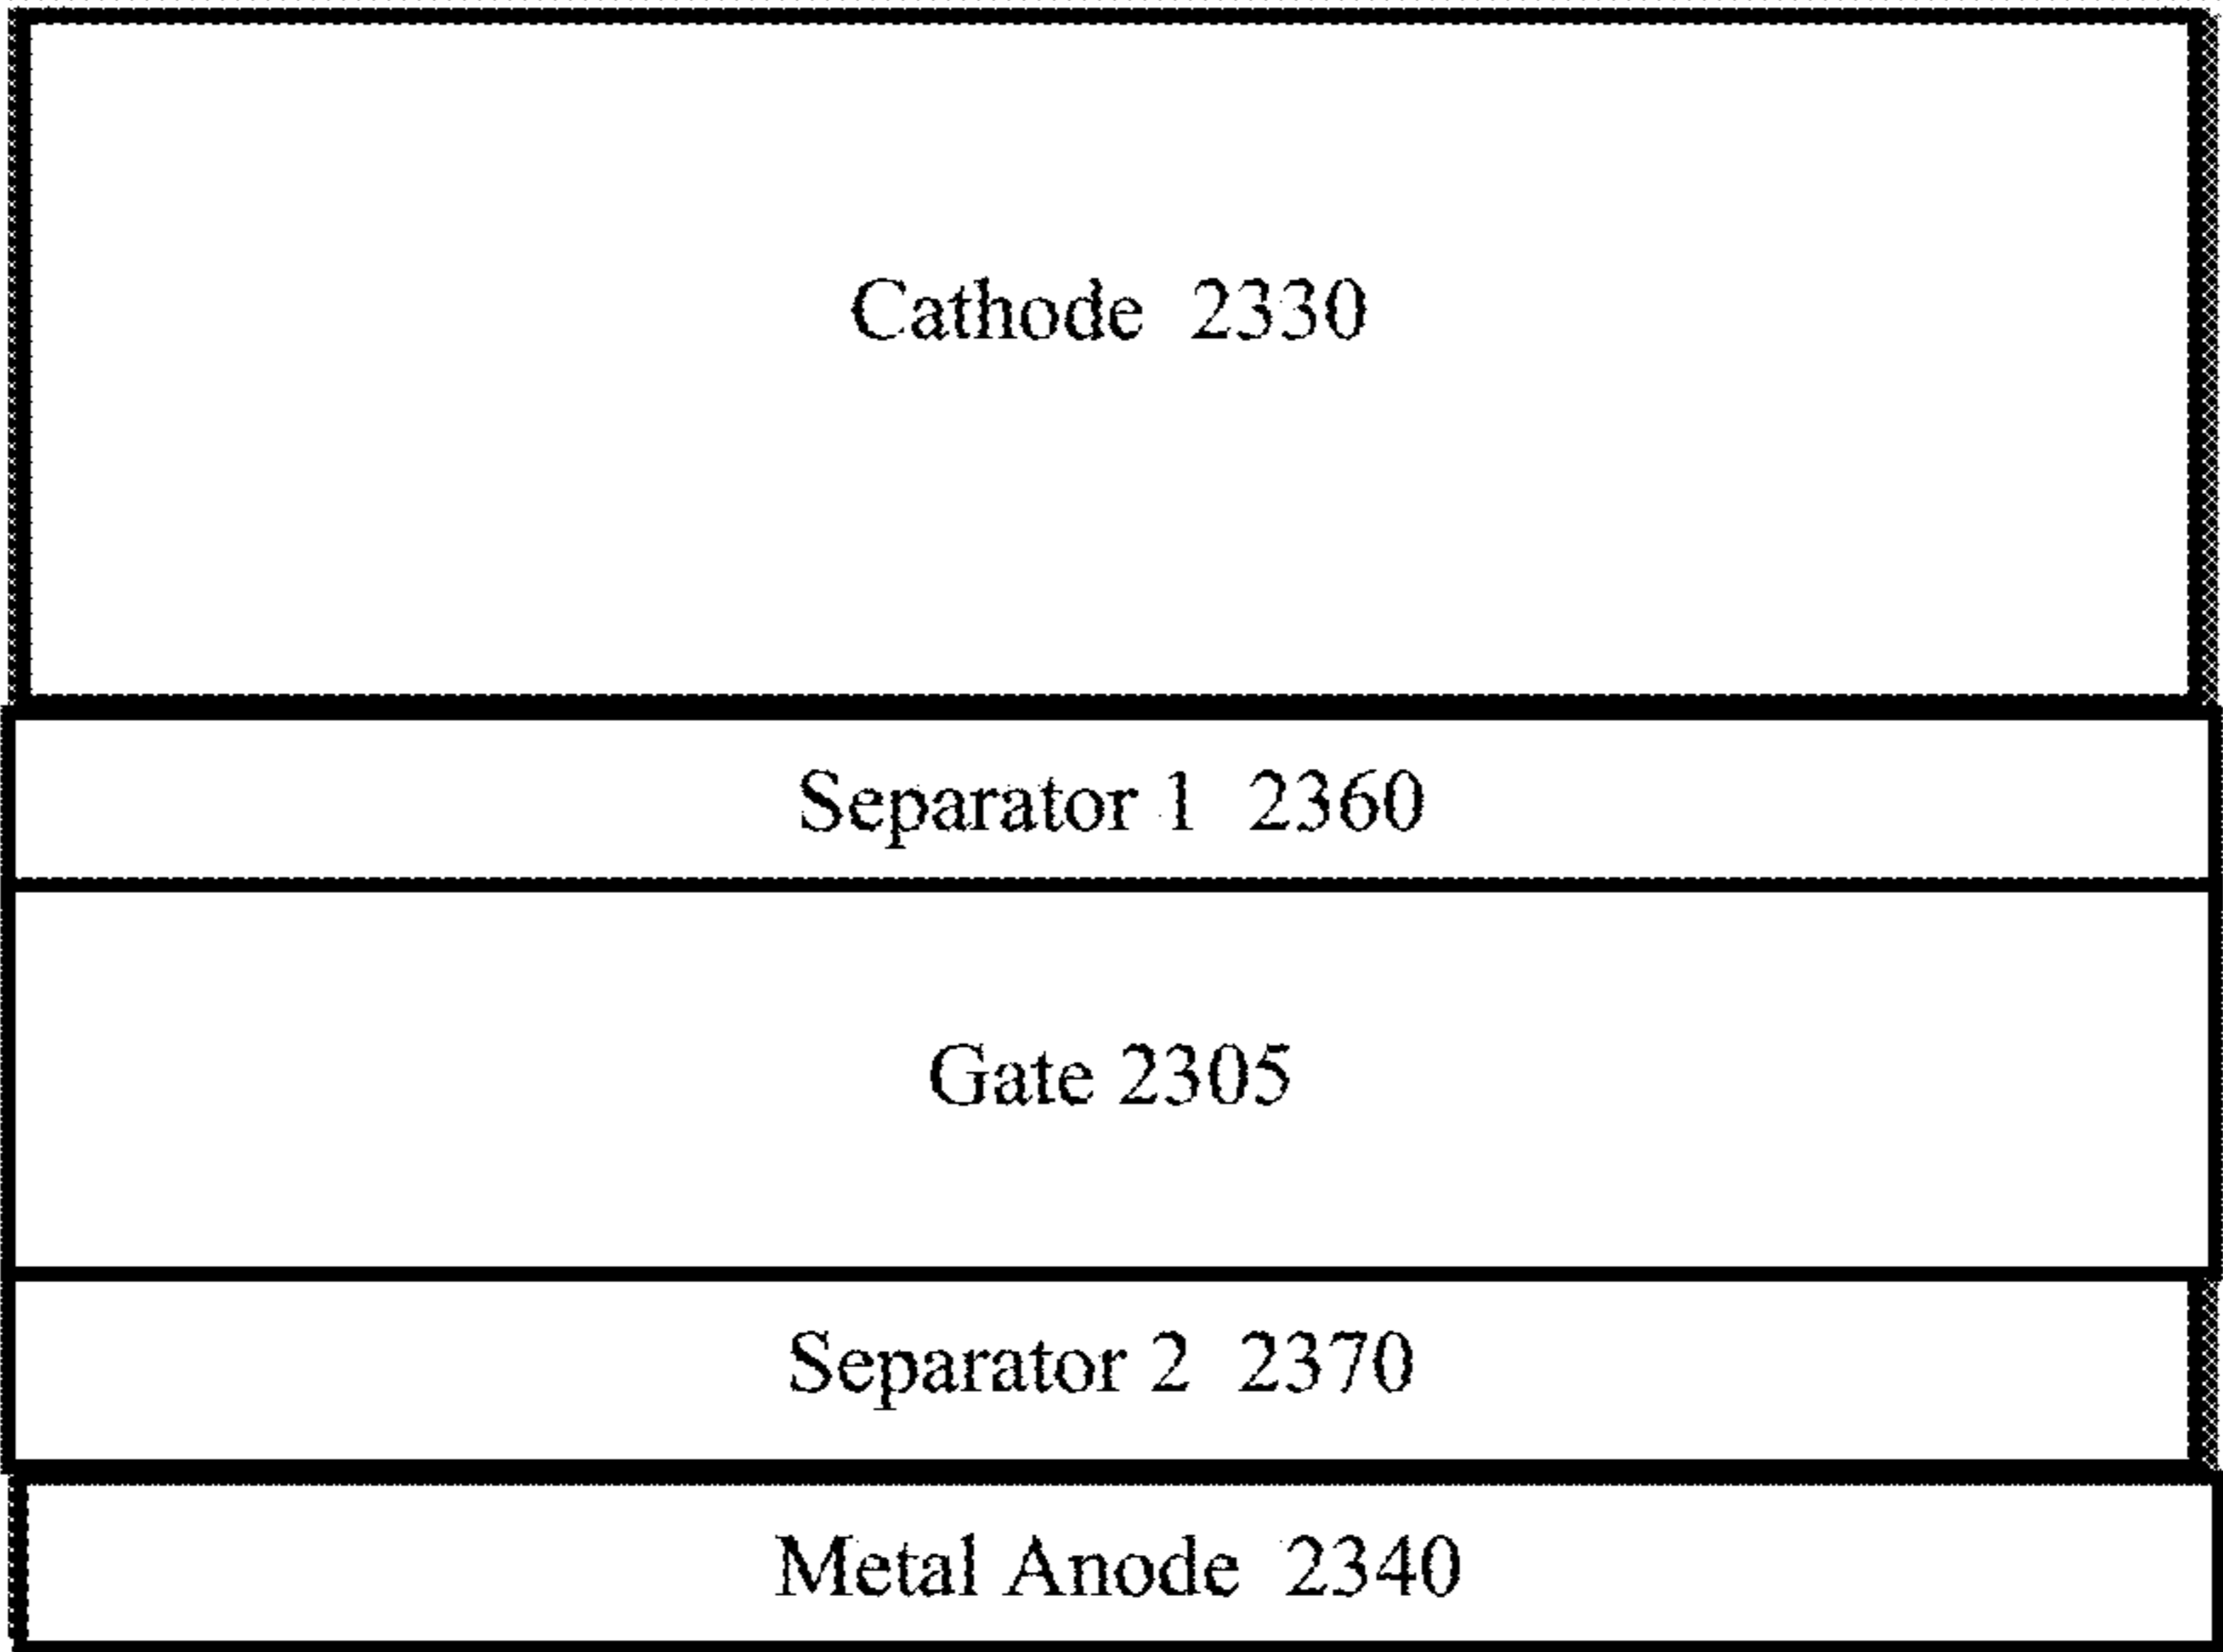 Cathode 2330
Separator 1 2360
Gate 2305
Separator 2 2370
Metal Anode 2340